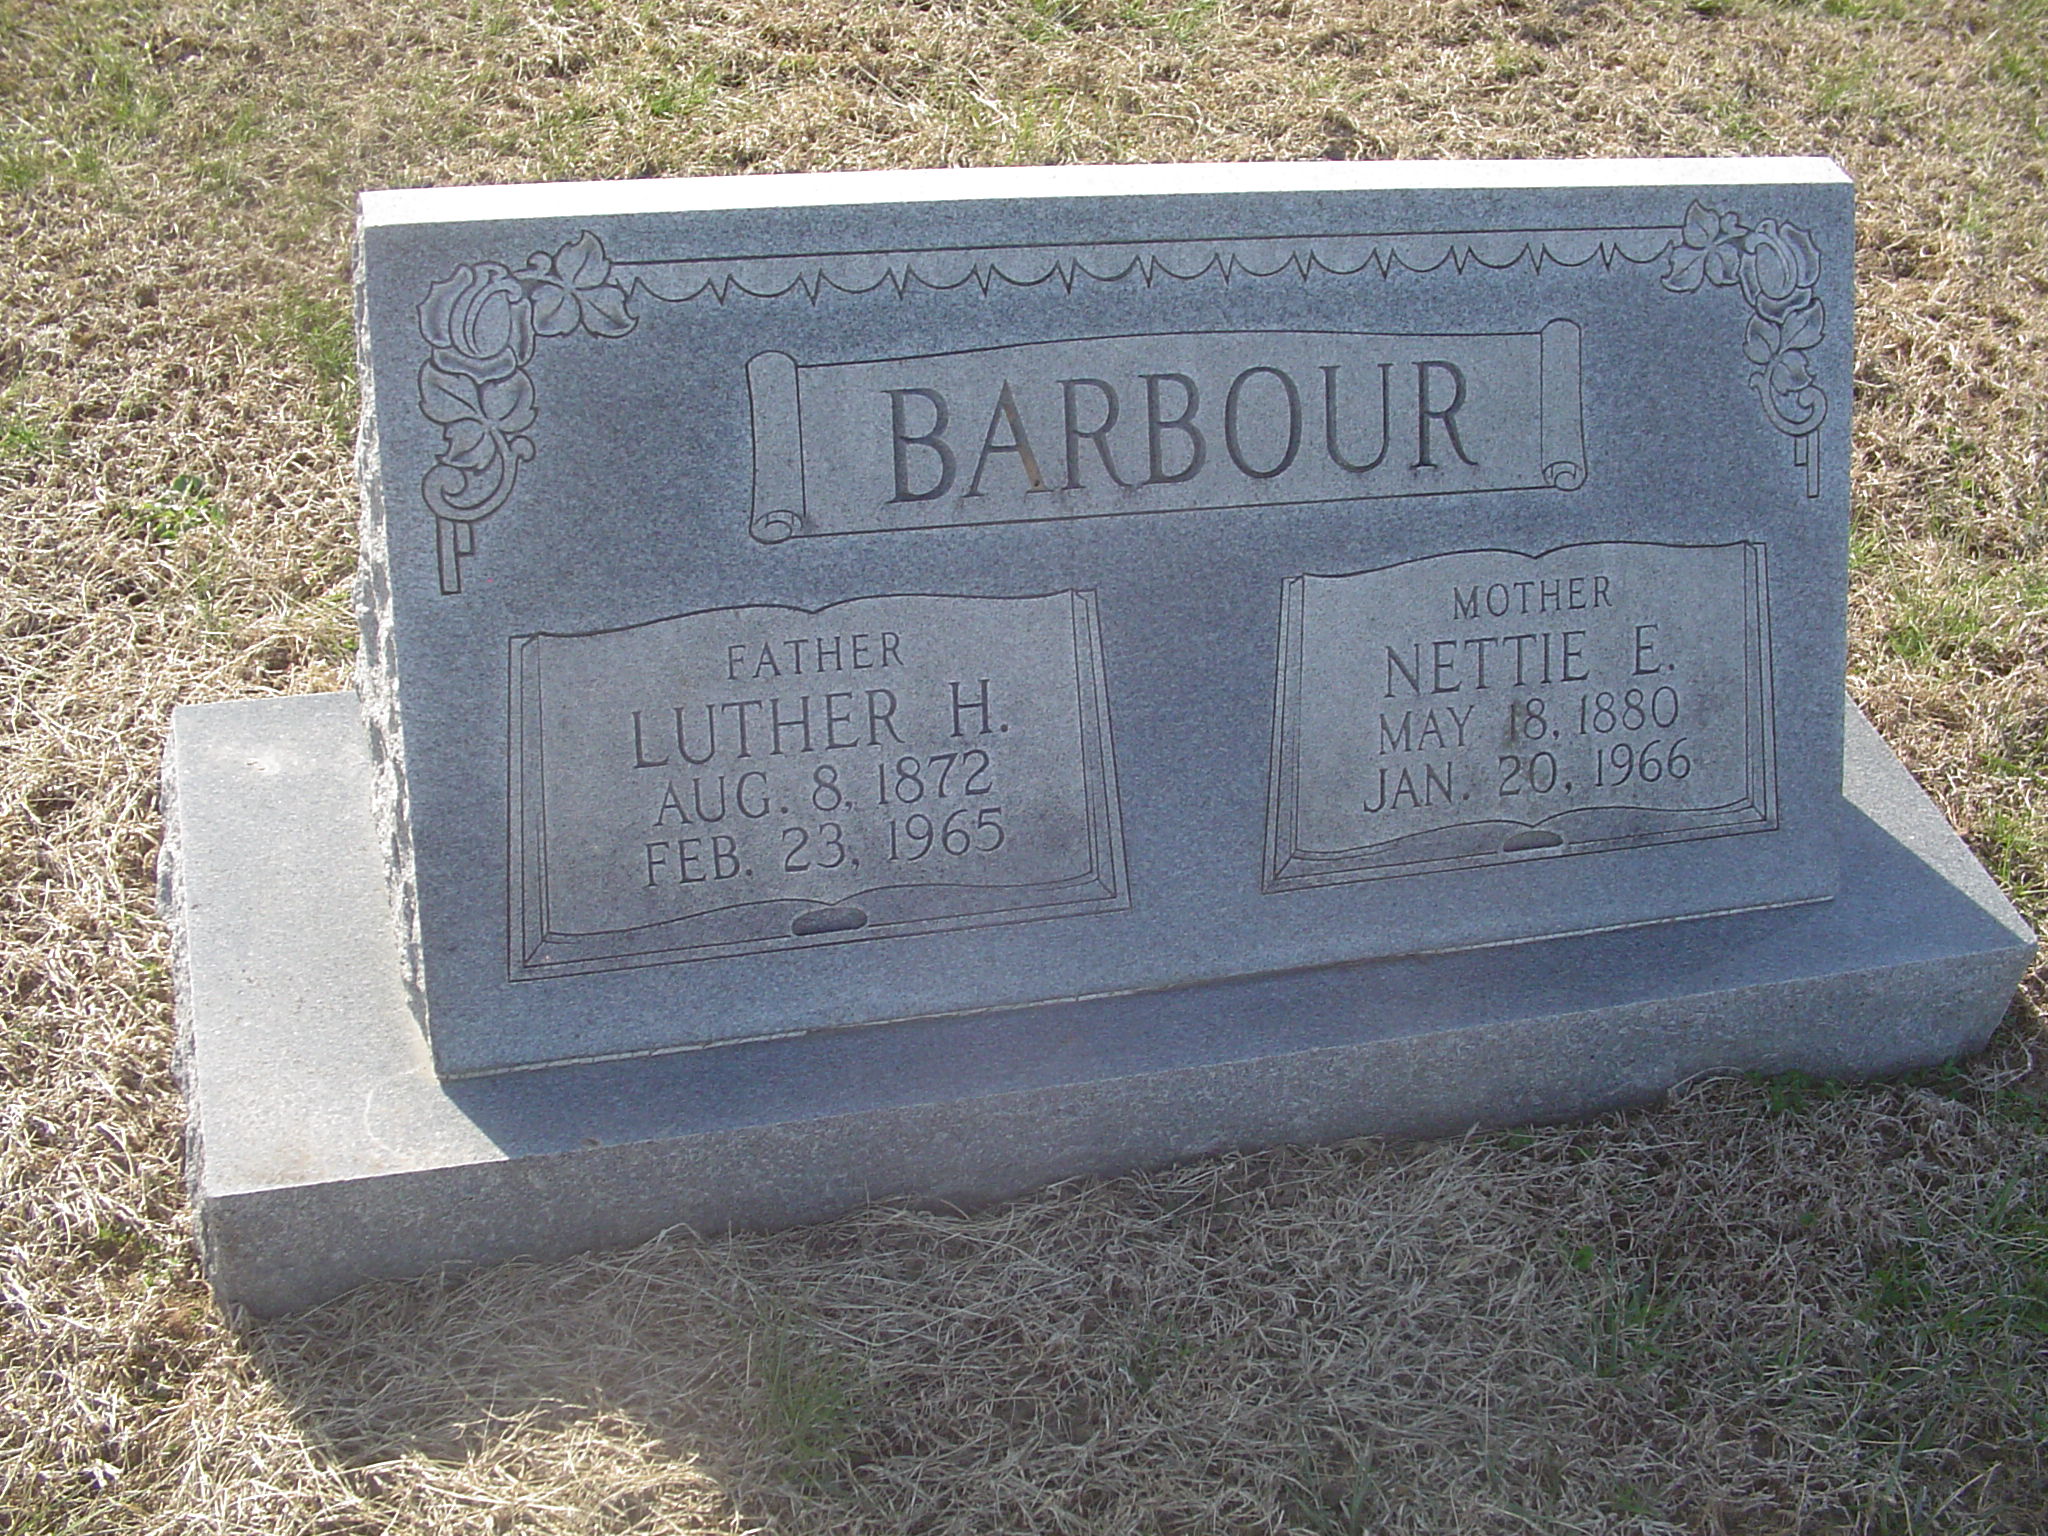 BARBOUR
FATHER
LUTHER H.
AUG. 8, 1872
FEB. 23, 1965
MOTHER
NETTIE E.
MAY 18, 1880
JAN. 20, 1966